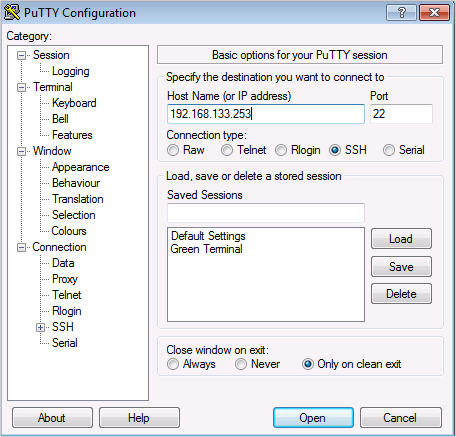 PuTTY Configuration
Category:
Session
Logging
Terminal
Keyboard
Bell
Features
Window
Appearance
Behaviour
Translation
Selection
Colours
Connection
Data
Proxy
Telnet
Rlogin
SSH
Serial
Basic options for your PuTTY session
Specify the destination you want to connect to
Host Name (or IP address) Port
192.168.133.253 22
Connection type:
Raw Telnet Rlogin SSH Serial
Load, save or delete a stored session
Saved Sessions
Default Settings
Green Terminal
Load
Save
Delete
Close window on exit:
Always Never Only on clean exit
About Help Open Cancel